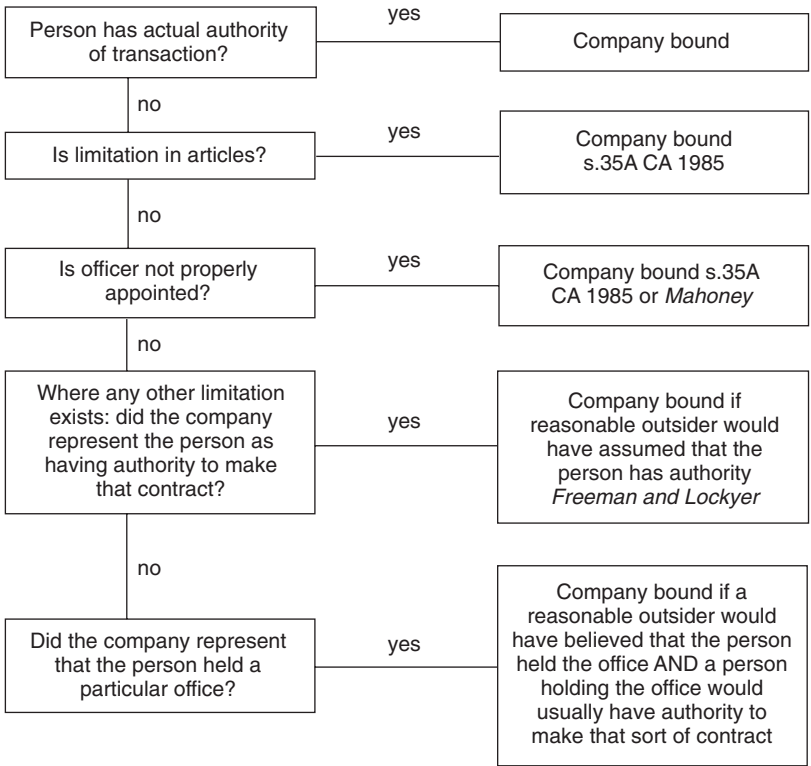 Person has actual authority
of transaction?
yes
Company bound
no
Is limitation in articles?
yes
Company bound
s.35A CA 1985
no
Is officer not properly
appointed?
yes
Company bound s.35A
CA 1985 or Mahoney
no
Where any other limitation
exists: did the company
represent the person as
having authority to make
that contract?
yes
Company bound if
reasonable outsider would
have assumed that the
person has authority
Freeman and Lockyer
no
Did the company represent
that the person held a
particular office?
yes
Company bound if a
reasonable outsider would
have believed that the person
held the office AND a person
holding the office would
usually have authority to
make that sort of contract